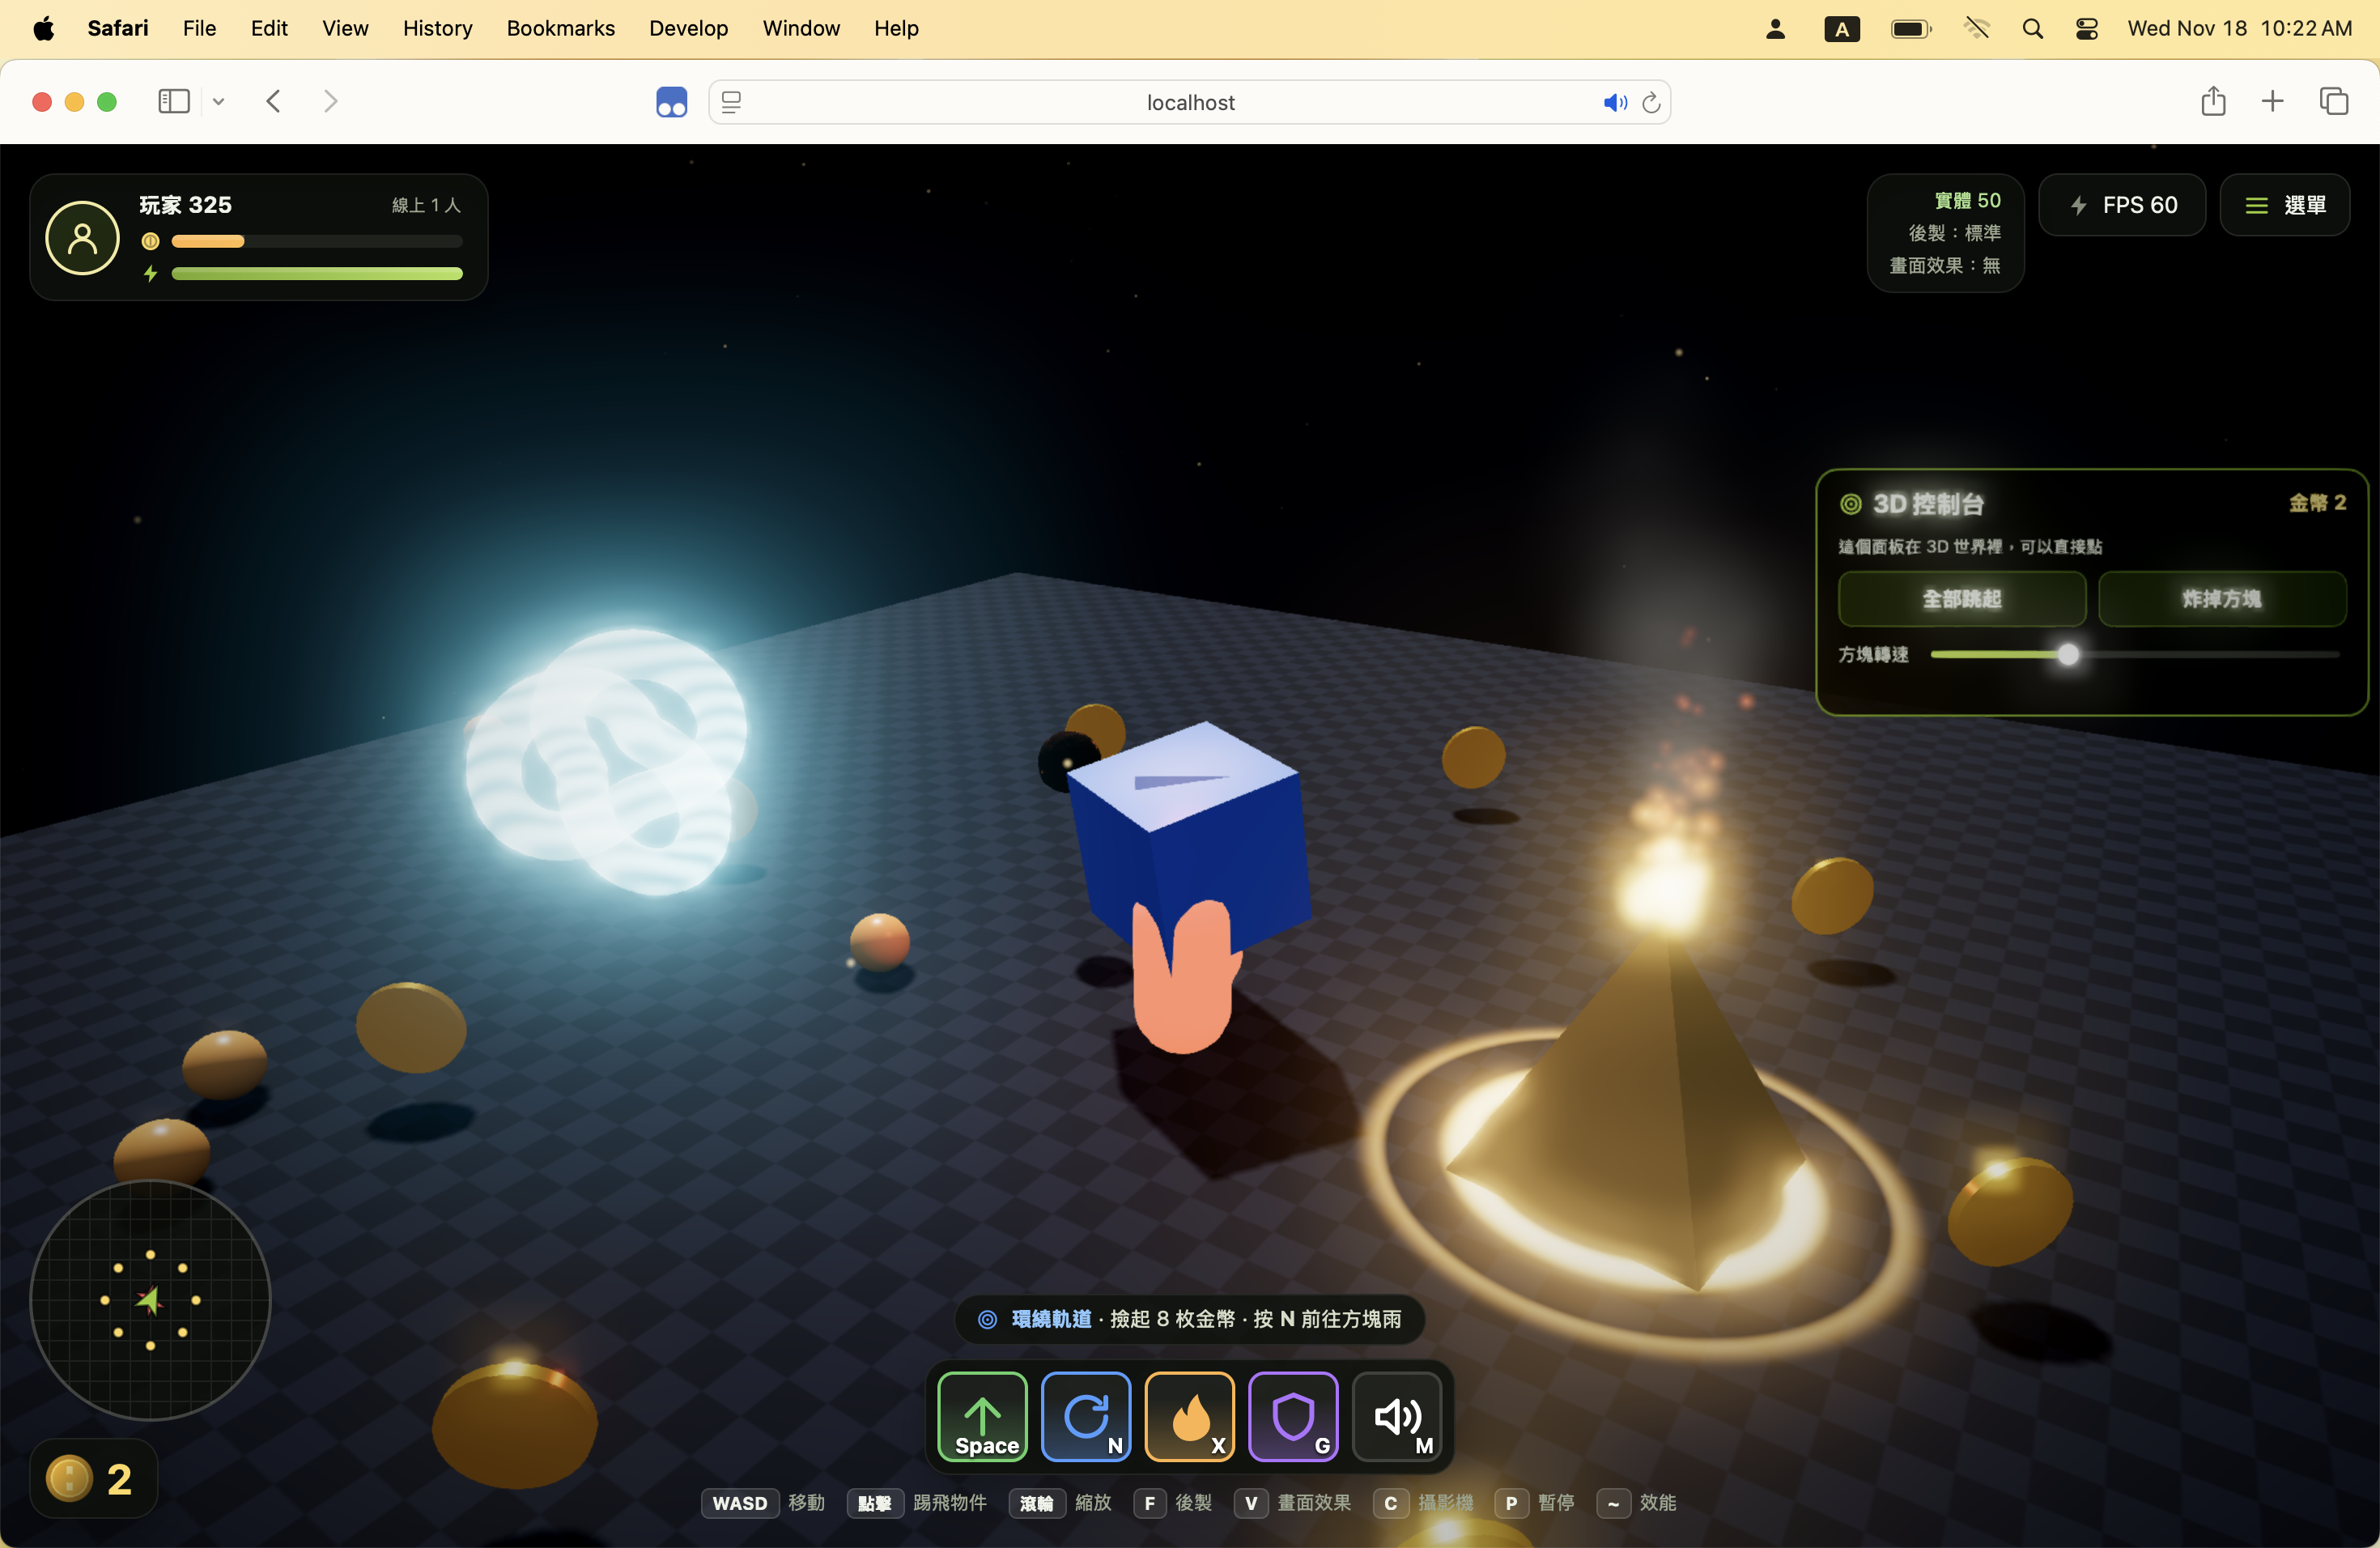 Safari File Edit View History Bookmarks Develop Window Help A Wed Nov 18 10:22 AM
localhost
玩家 325 線上 1 人
實體 50
後製：標準
畫面效果：無
FPS 60
選單
3D 控制台 金幣 2
這個面板在 3D 世界裡，可以直接點
全部跳起 炸掉方塊
方塊轉速
環繞軌道 · 撿起 8 枚金幣 · 按 N 前往方塊雨
Space N X G M
2
WASD 移動 點擊 踢飛物件 滾輪 縮放 F 後製 V 畫面效果 C 攝影機 P 暫停 ~ 效能